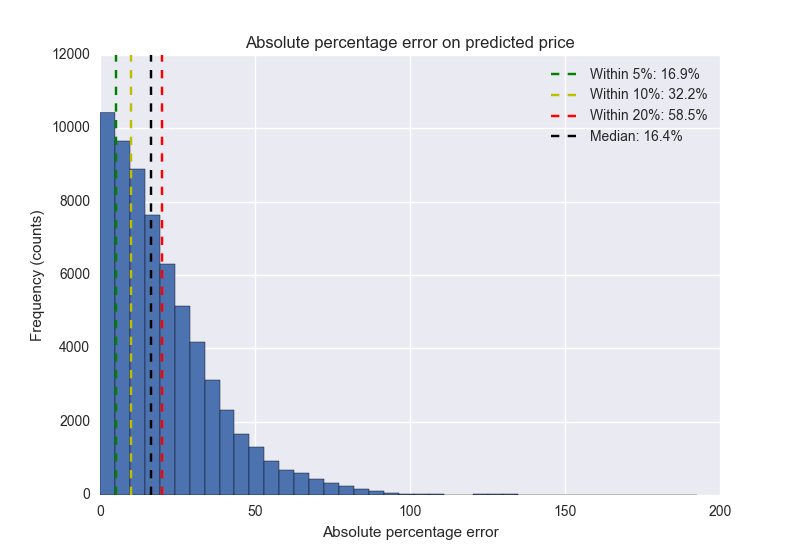 Absolute percentage error on predicted price
12000
10000
8000
6000
4000
2000
0
Frequency (counts)
Within 5%: 16.9%
Within 10%: 32.2%
Within 20%: 58.5%
Median: 16.4%
0 50 100 150 200
Absolute percentage error